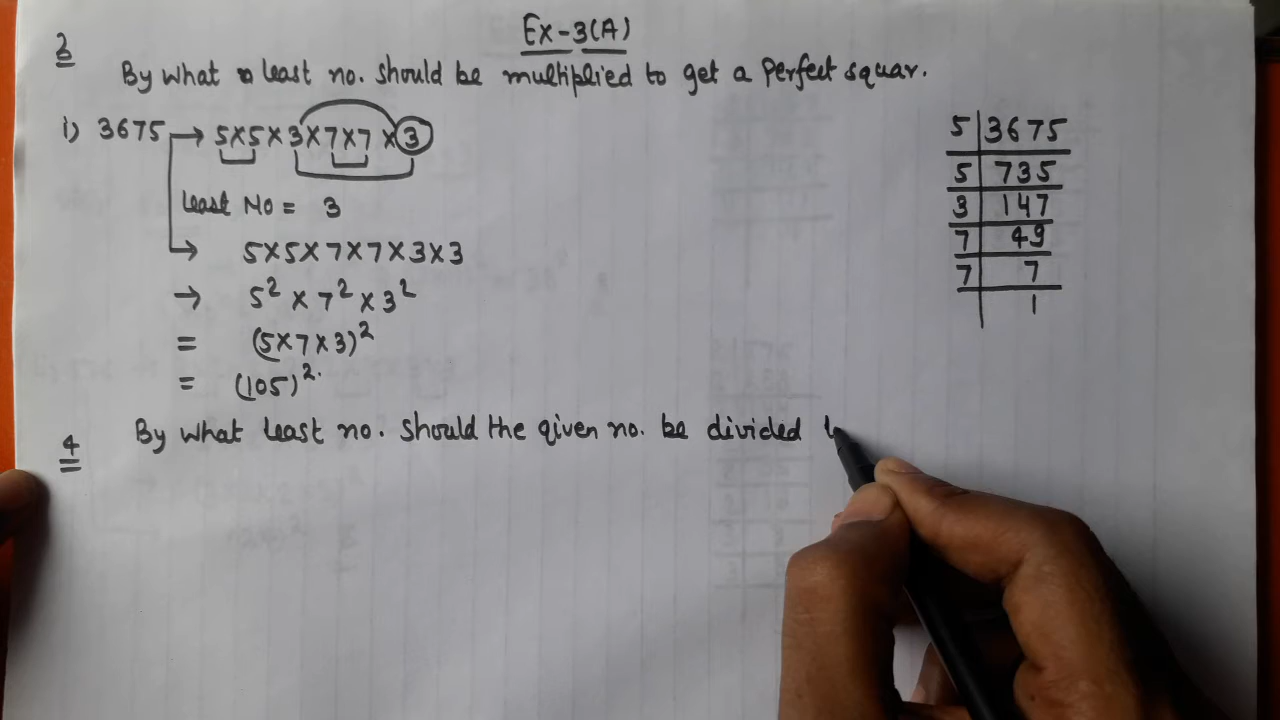 Ex-3(A)
3
By what least no. should be multiplied to get a perfect squar.
i) 3675 → 5×5×3×7×7×3
least No = 3
→ 5×5×7×7×3×3
→ 5² × 7² × 3²
= (5×7×3)²
= (105)².
5 | 3675
5 | 735
3 | 147
7 | 49
7 | 7
1
4 By what least no. should the given no. be divided